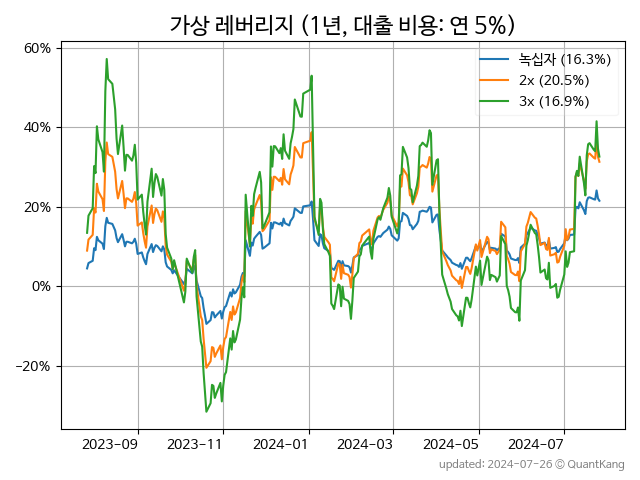 가상 레버리지 (1년, 대출 비용: 연 5%)
60%
40%
20%
0%
−20%
녹십자 (16.3%)
2x (20.5%)
3x (16.9%)
2023-09
2023-11
2024-01
2024-03
2024-05
2024-07
updated: 2024-07-26 © QuantKang